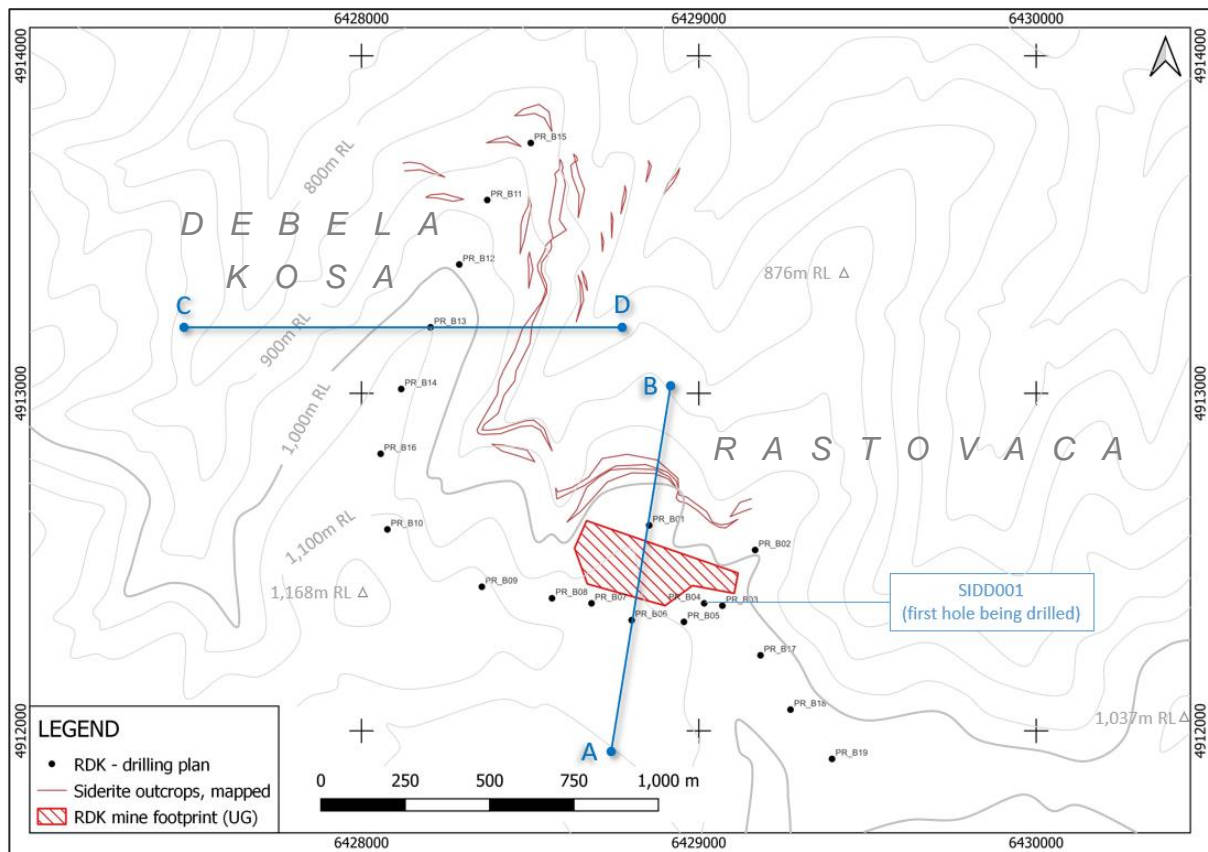 6428000
6429000
6430000
4914000
4914000
PR_B15
800m RL
PR_B11
D E B E L A
K O S A
PR_B12
876m RL
C
D
PR_B13
900m RL
B
PR_B14
4913000
4913000
1,000m RL
R A S T O V A C A
PR_B16
PR_B01
PR_B10
1,100m RL
PR_B02
1,168m RL
PR_B09
PR_B08
PR_B07
PR_B04
PR_B03
SIDD001
(first hole being drilled)
PR_B06
PR_B05
PR_B17
PR_B18
1,037m RL
4912000
4912000
A
PR_B19
LEGEND
RDK - drilling plan
Siderite outcrops, mapped
RDK mine footprint (UG)
0 250 500 750 1,000 m
6428000
6429000
6430000